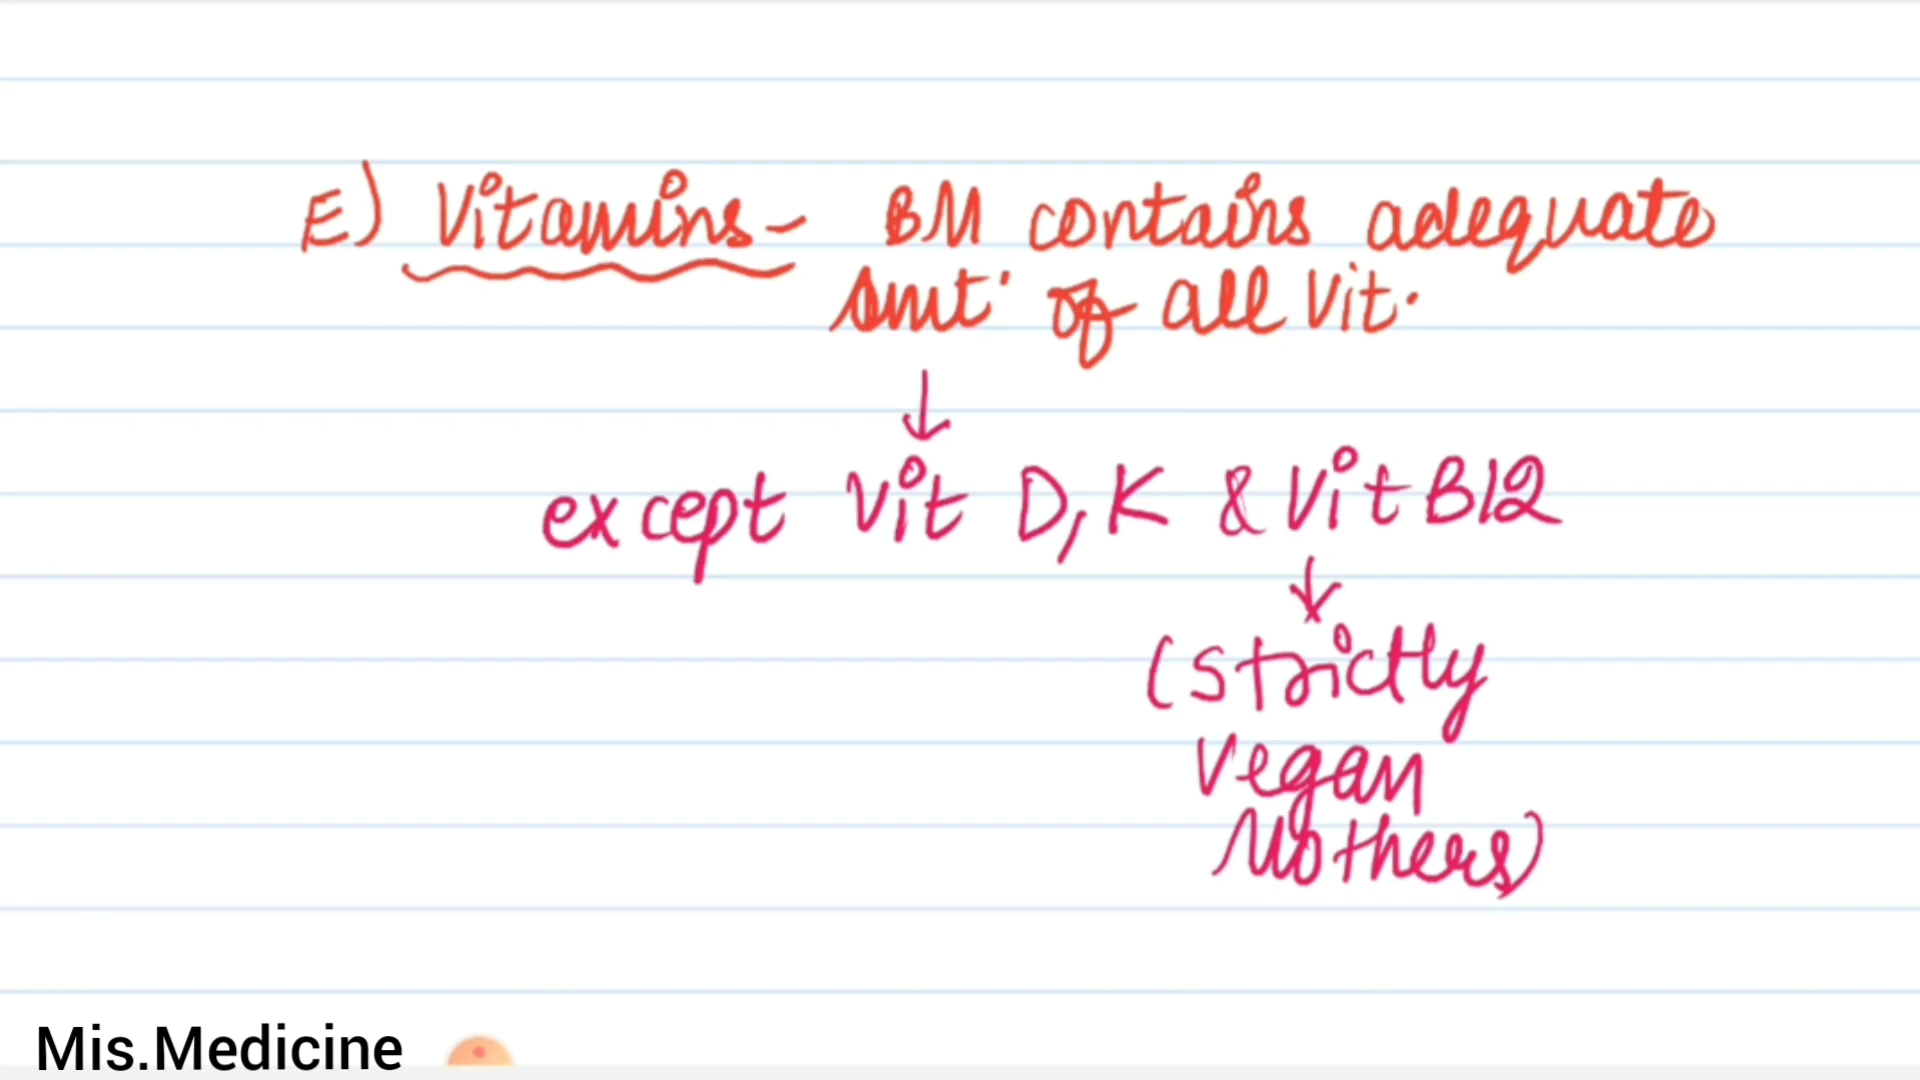 E) Vitamins - BM contains adequate
amt. of all Vit.
↓
except Vit D, K & Vit B12
↓
(strictly
vegan
Mothers)
Mis.Medicine